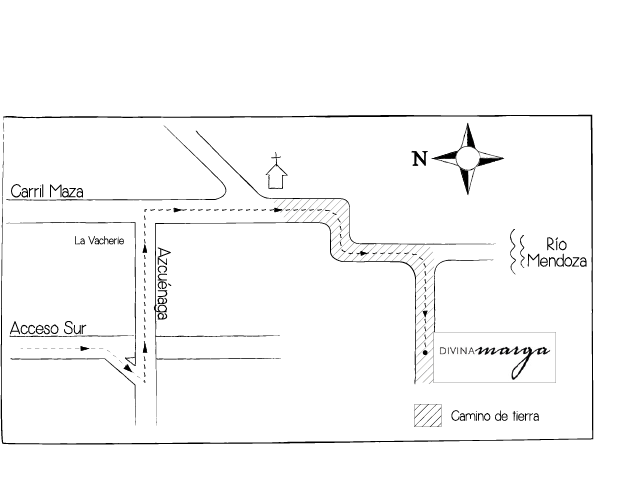 N
Carril Maza
La Vacherie
Azcuénaga
Río
Mendoza
Acceso Sur
DIVINA marga
Camino de tierra